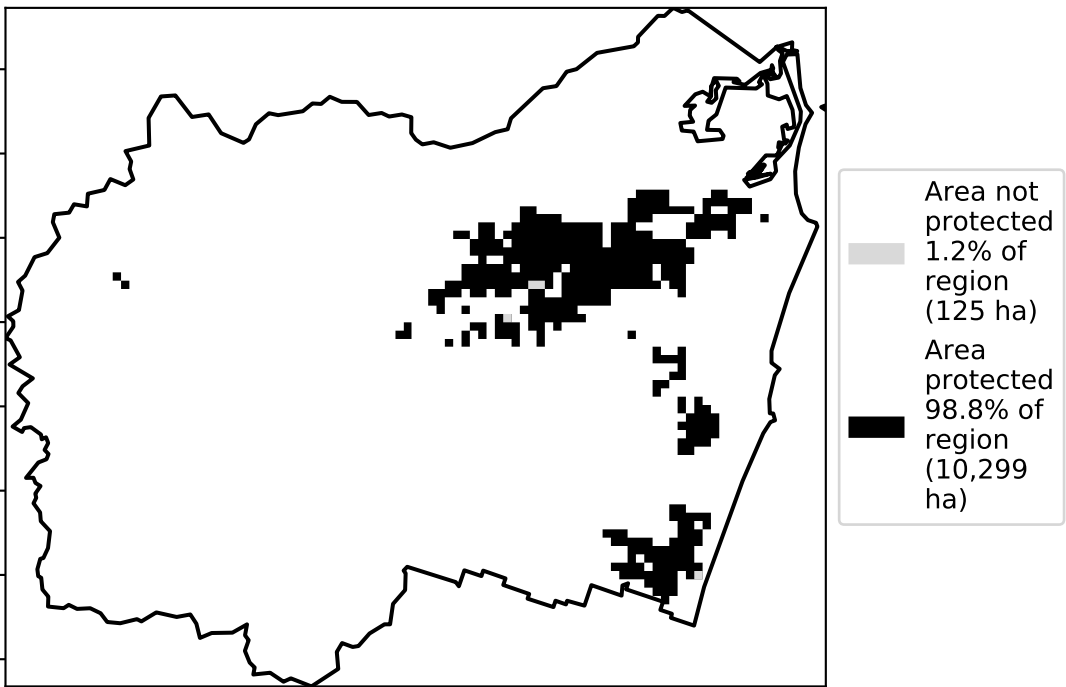 Area not
protected
1.2% of
region
(125 ha)
Area
protected
98.8% of
region
(10,299
ha)